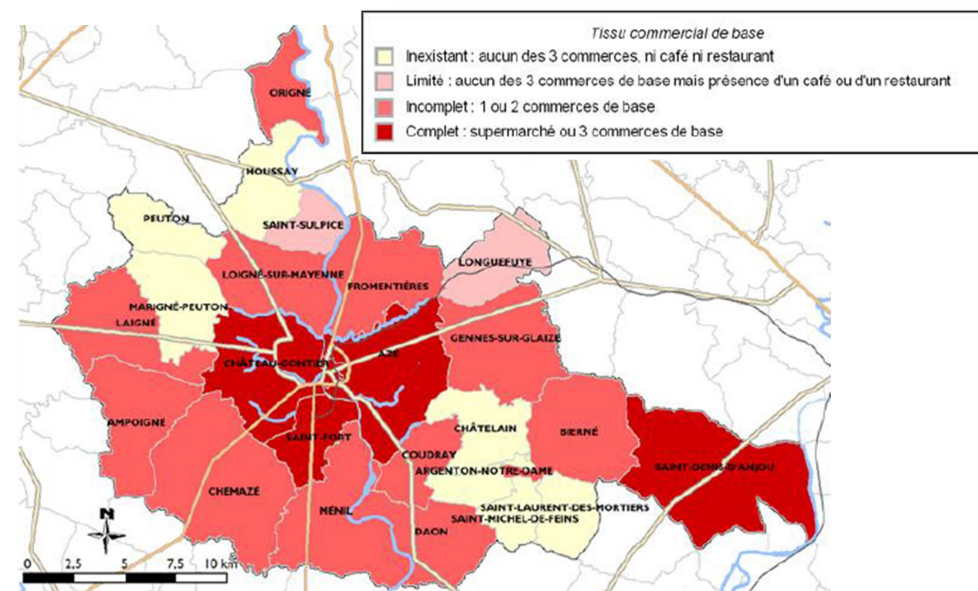 Tissu commercial de base
Inexistant : aucun des 3 commerces, ni café ni restaurant
Limité : aucun des 3 commerces de base mais présence d'un café ou d'un restaurant
Incomplet : 1 ou 2 commerces de base
Complet : supermarché ou 3 commerces de base
ORIGNÉ
HOUSSAY
PEUTON
SAINT-SULPICE
LONGUEFUYE
LOIGNÉ-SUR-MAYENNE
FROMENTIÈRES
MARIGNÉ-PEUTON
LAIGNÉ
GENNES-SUR-GLAIZE
AZÉ
CHÂTEAU-GONTIER
AMPOIGNÉ
CHÂTELAIN
BIERNÉ
SAINT-FORT
COUDRAY
SAINT-DENIS-D'ANJOU
ARGENTON-NOTRE-DAME
CHEMAZÉ
MÉNIL
SAINT-LAURENT-DES-MORTIERS
SAINT-MICHEL-DE-FEINS
DAON
N
0 2.5 5 7.5 10 km